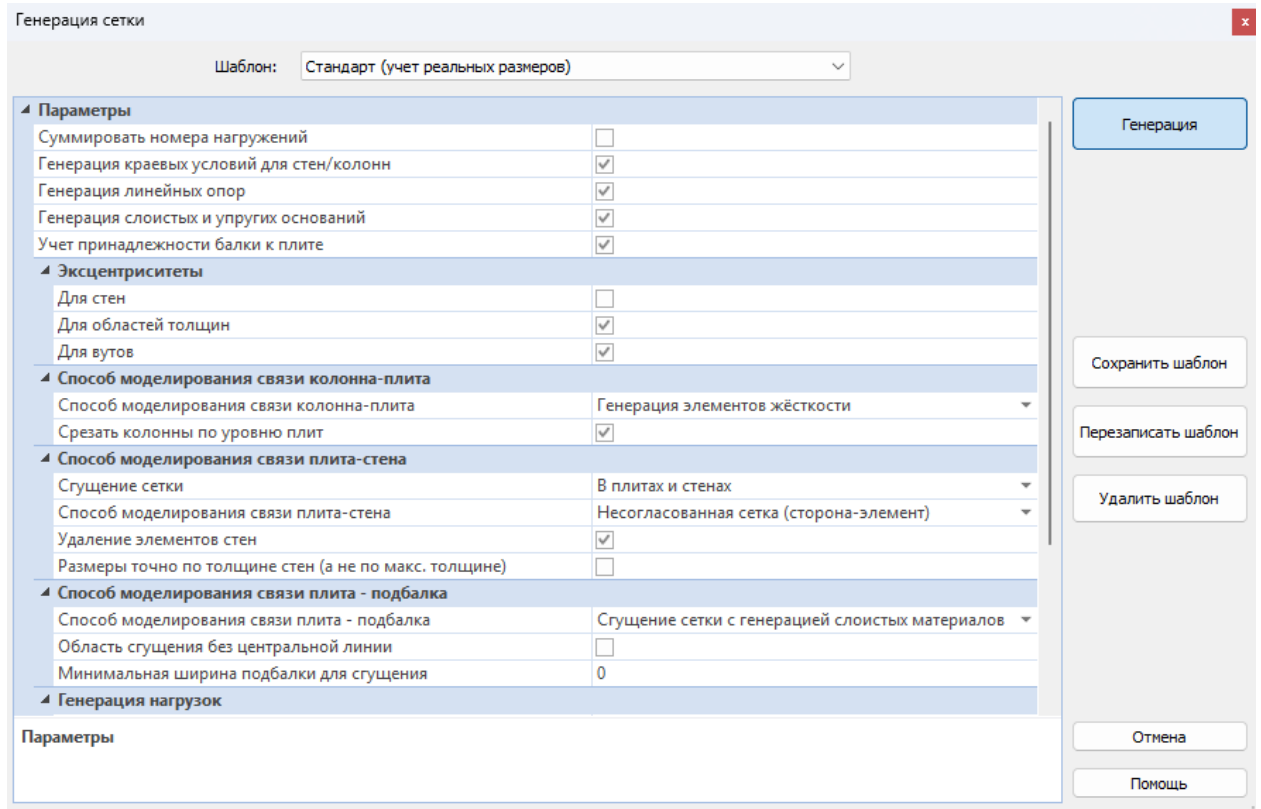 Генерация сетки
x
Шаблон: Стандарт (учет реальных размеров)
Параметры
Суммировать номера нагружений
Генерация краевых условий для стен/колонн
Генерация линейных опор
Генерация слоистых и упругих оснований
Учет принадлежности балки к плите
Эксцентриситеты
Для стен
Для областей толщин
Для вутов
Способ моделирования связи колонна-плита
Способ моделирования связи колонна-плита Генерация элементов жёсткости
Срезать колонны по уровню плит
Способ моделирования связи плита-стена
Сгущение сетки В плитах и стенах
Способ моделирования связи плита-стена Несогласованная сетка (сторона-элемент)
Удаление элементов стен
Размеры точно по толщине стен (а не по макс. толщине)
Способ моделирования связи плита - подбалка
Способ моделирования связи плита - подбалка Сгущение сетки с генерацией слоистых материалов
Область сгущения без центральной линии
Минимальная ширина подбалки для сгущения 0
Генерация нагрузок
Параметры
Генерация
Сохранить шаблон
Перезаписать шаблон
Удалить шаблон
Отмена
Помощь